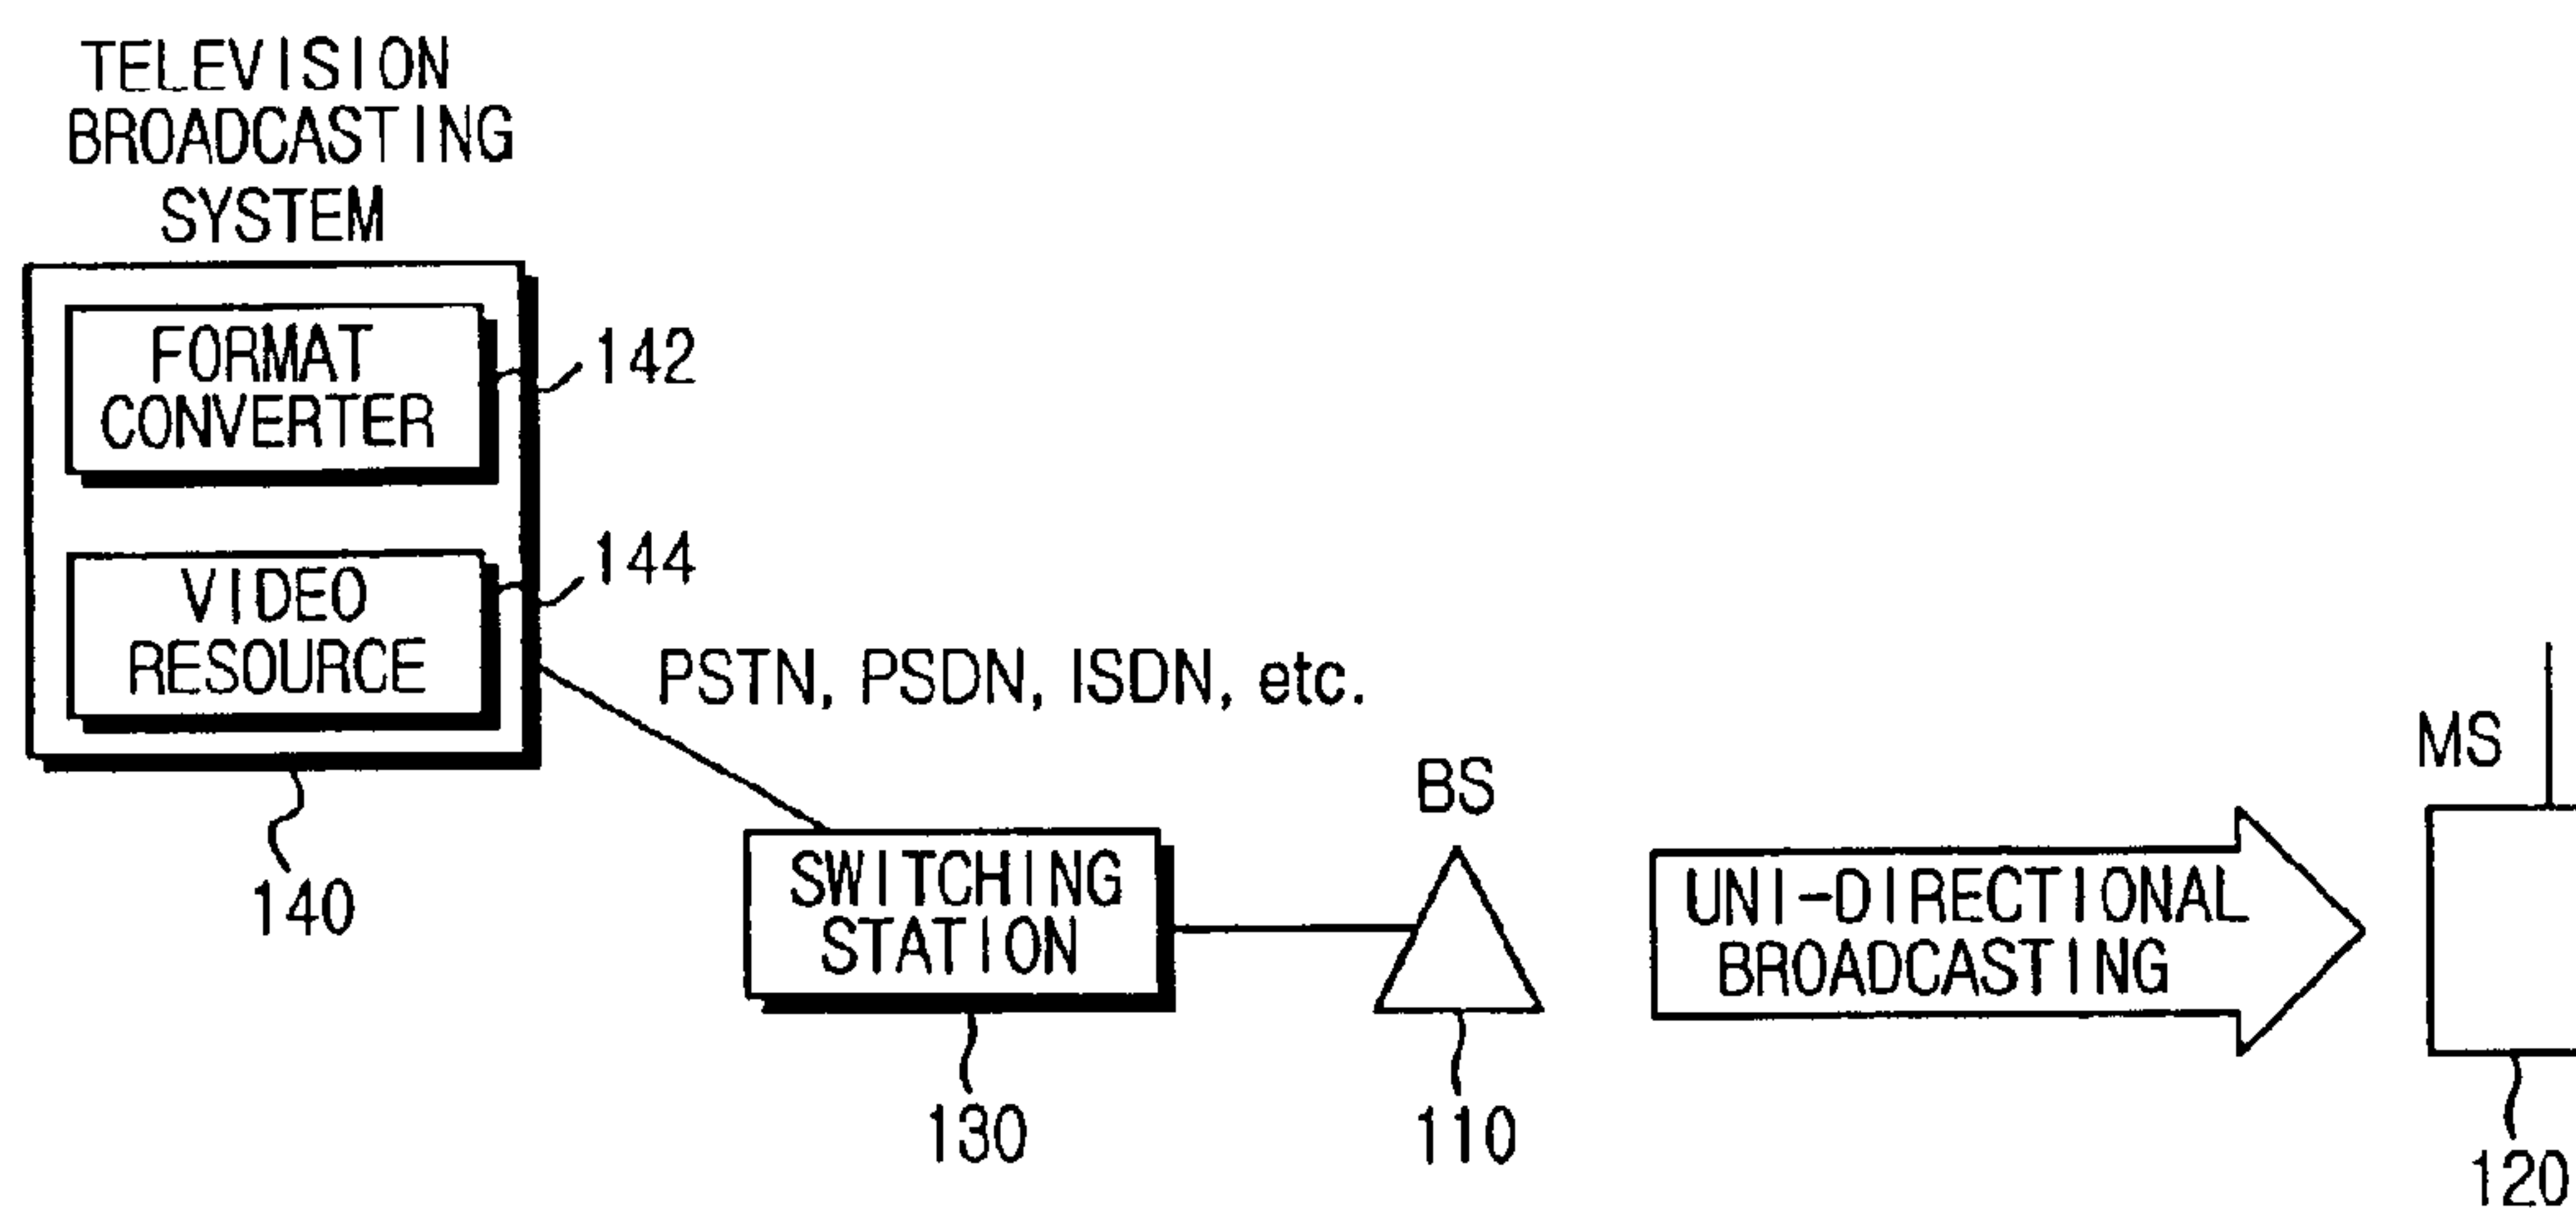 TELEVISION
BROADCASTING
SYSTEM
FORMAT
CONVERTER
142
VIDEO
RESOURCE
144
140
PSTN, PSDN, ISDN, etc.
SWITCHING
STATION
130
BS
110
UNI-DIRECTIONAL
BROADCASTING
MS
120